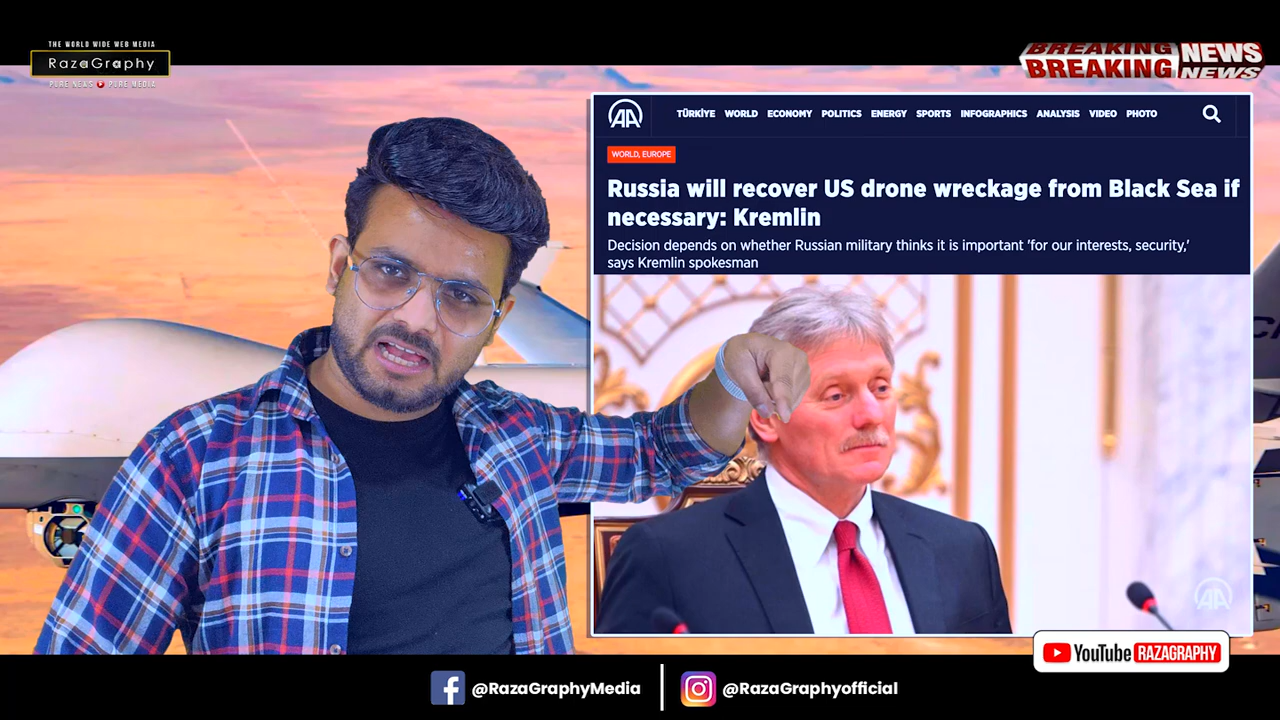 THE WORLD WIDE WEB MEDIA
RazaGraphy
PURE NEWS PURE MEDIA
BREAKING NEWS
BREAKING NEWS
AA
TÜRKİYE WORLD ECONOMY POLITICS ENERGY SPORTS INFOGRAPHICS ANALYSIS VIDEO PHOTO
WORLD, EUROPE
Russia will recover US drone wreckage from Black Sea if
necessary: Kremlin
Decision depends on whether Russian military thinks it is important 'for our interests, security,'
says Kremlin spokesman
AA
YouTube RAZAGRAPHY
@RazaGraphyMedia
@RazaGraphyofficial